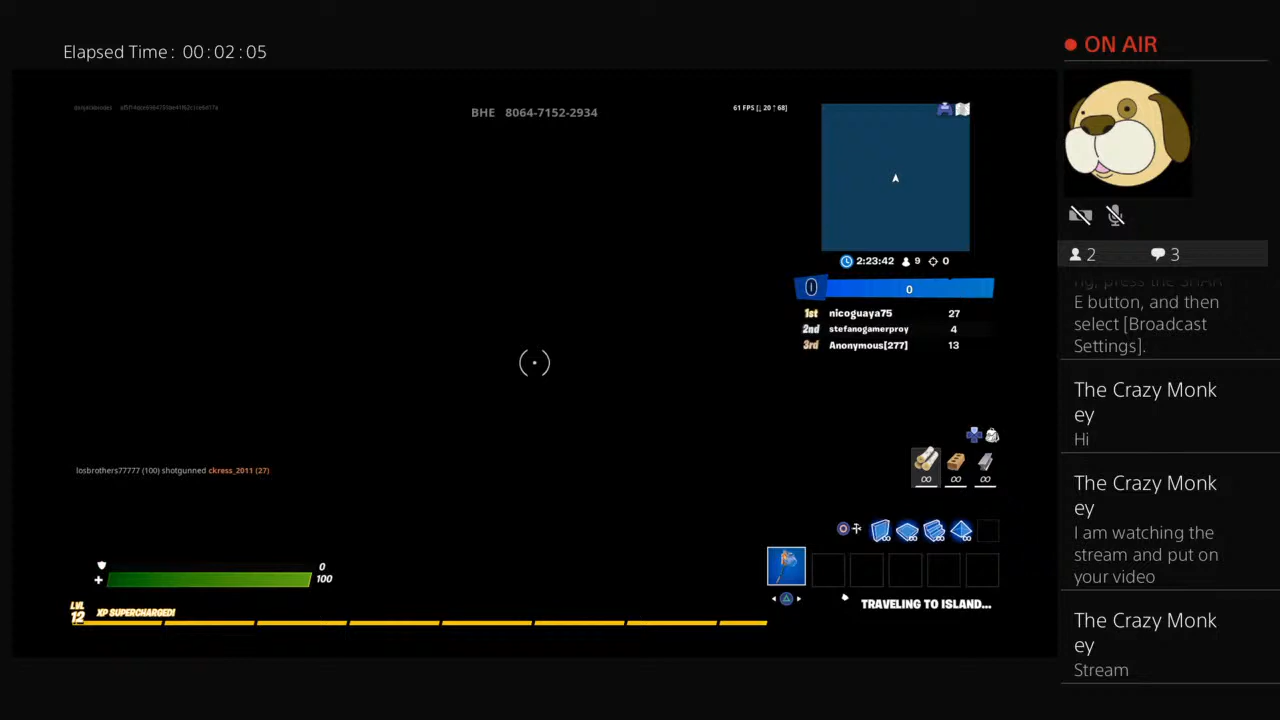 Elapsed Time: 00:02:05
ON AIR
BHE 8064-7152-2934
2:23:42 9 0
0
1st nicoguaya75 27
2nd stefanogamerproy 4
3rd Anonymous[277] 13
losbrothers77777 (100) shotgunned ckress_2011 (27)
∞ ∞ ∞
∞ ∞ ∞ ∞
0
100
LVL
12
XP SUPERCHARGED!
TRAVELING TO ISLAND...
2 3
E button, and then
select [Broadcast
Settings].
The Crazy Monk
ey
Hi
The Crazy Monk
ey
I am watching the
stream and put on
your video
The Crazy Monk
ey
Stream